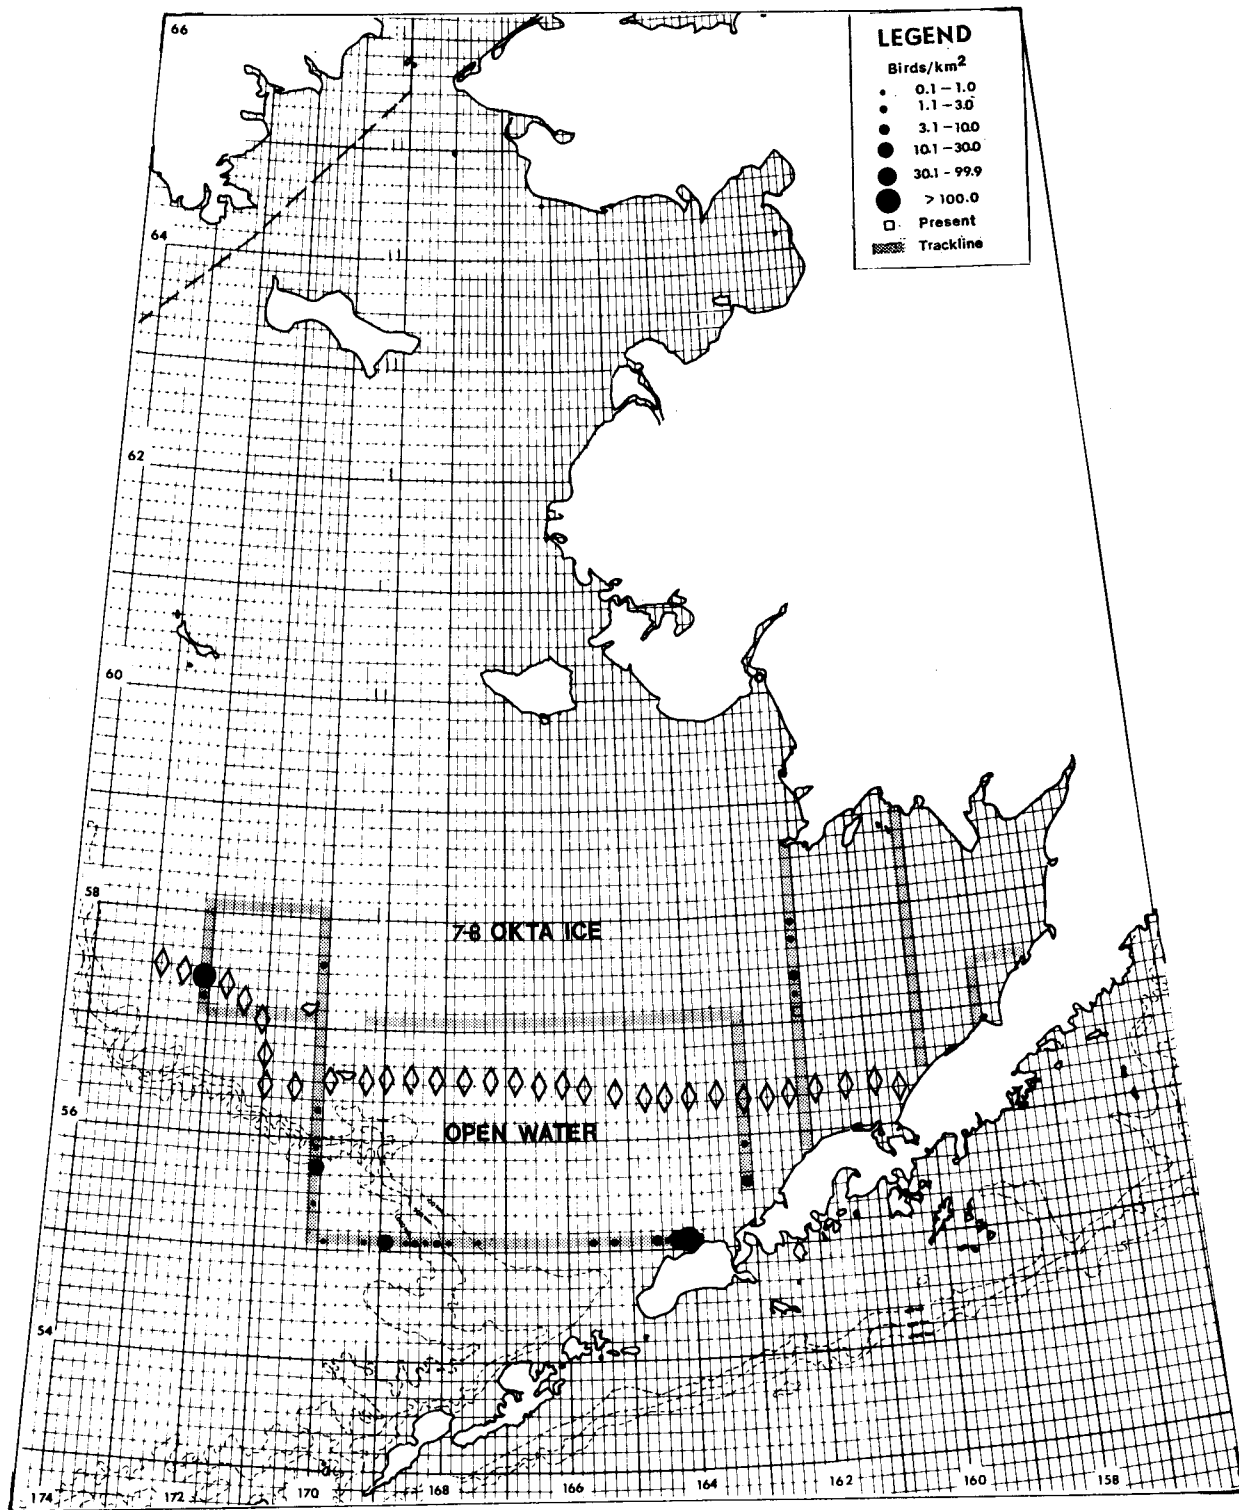 66
LEGEND
Birds/km²
0.1 – 1.0
1.1 – 3.0
3.1 – 10.0
10.1 – 30.0
30.1 – 99.9
> 100.0
Present
Trackline
64
62
60
58
7-8 OKTA ICE
56
OPEN WATER
54
174 172 170 168 166 164 162 160 158